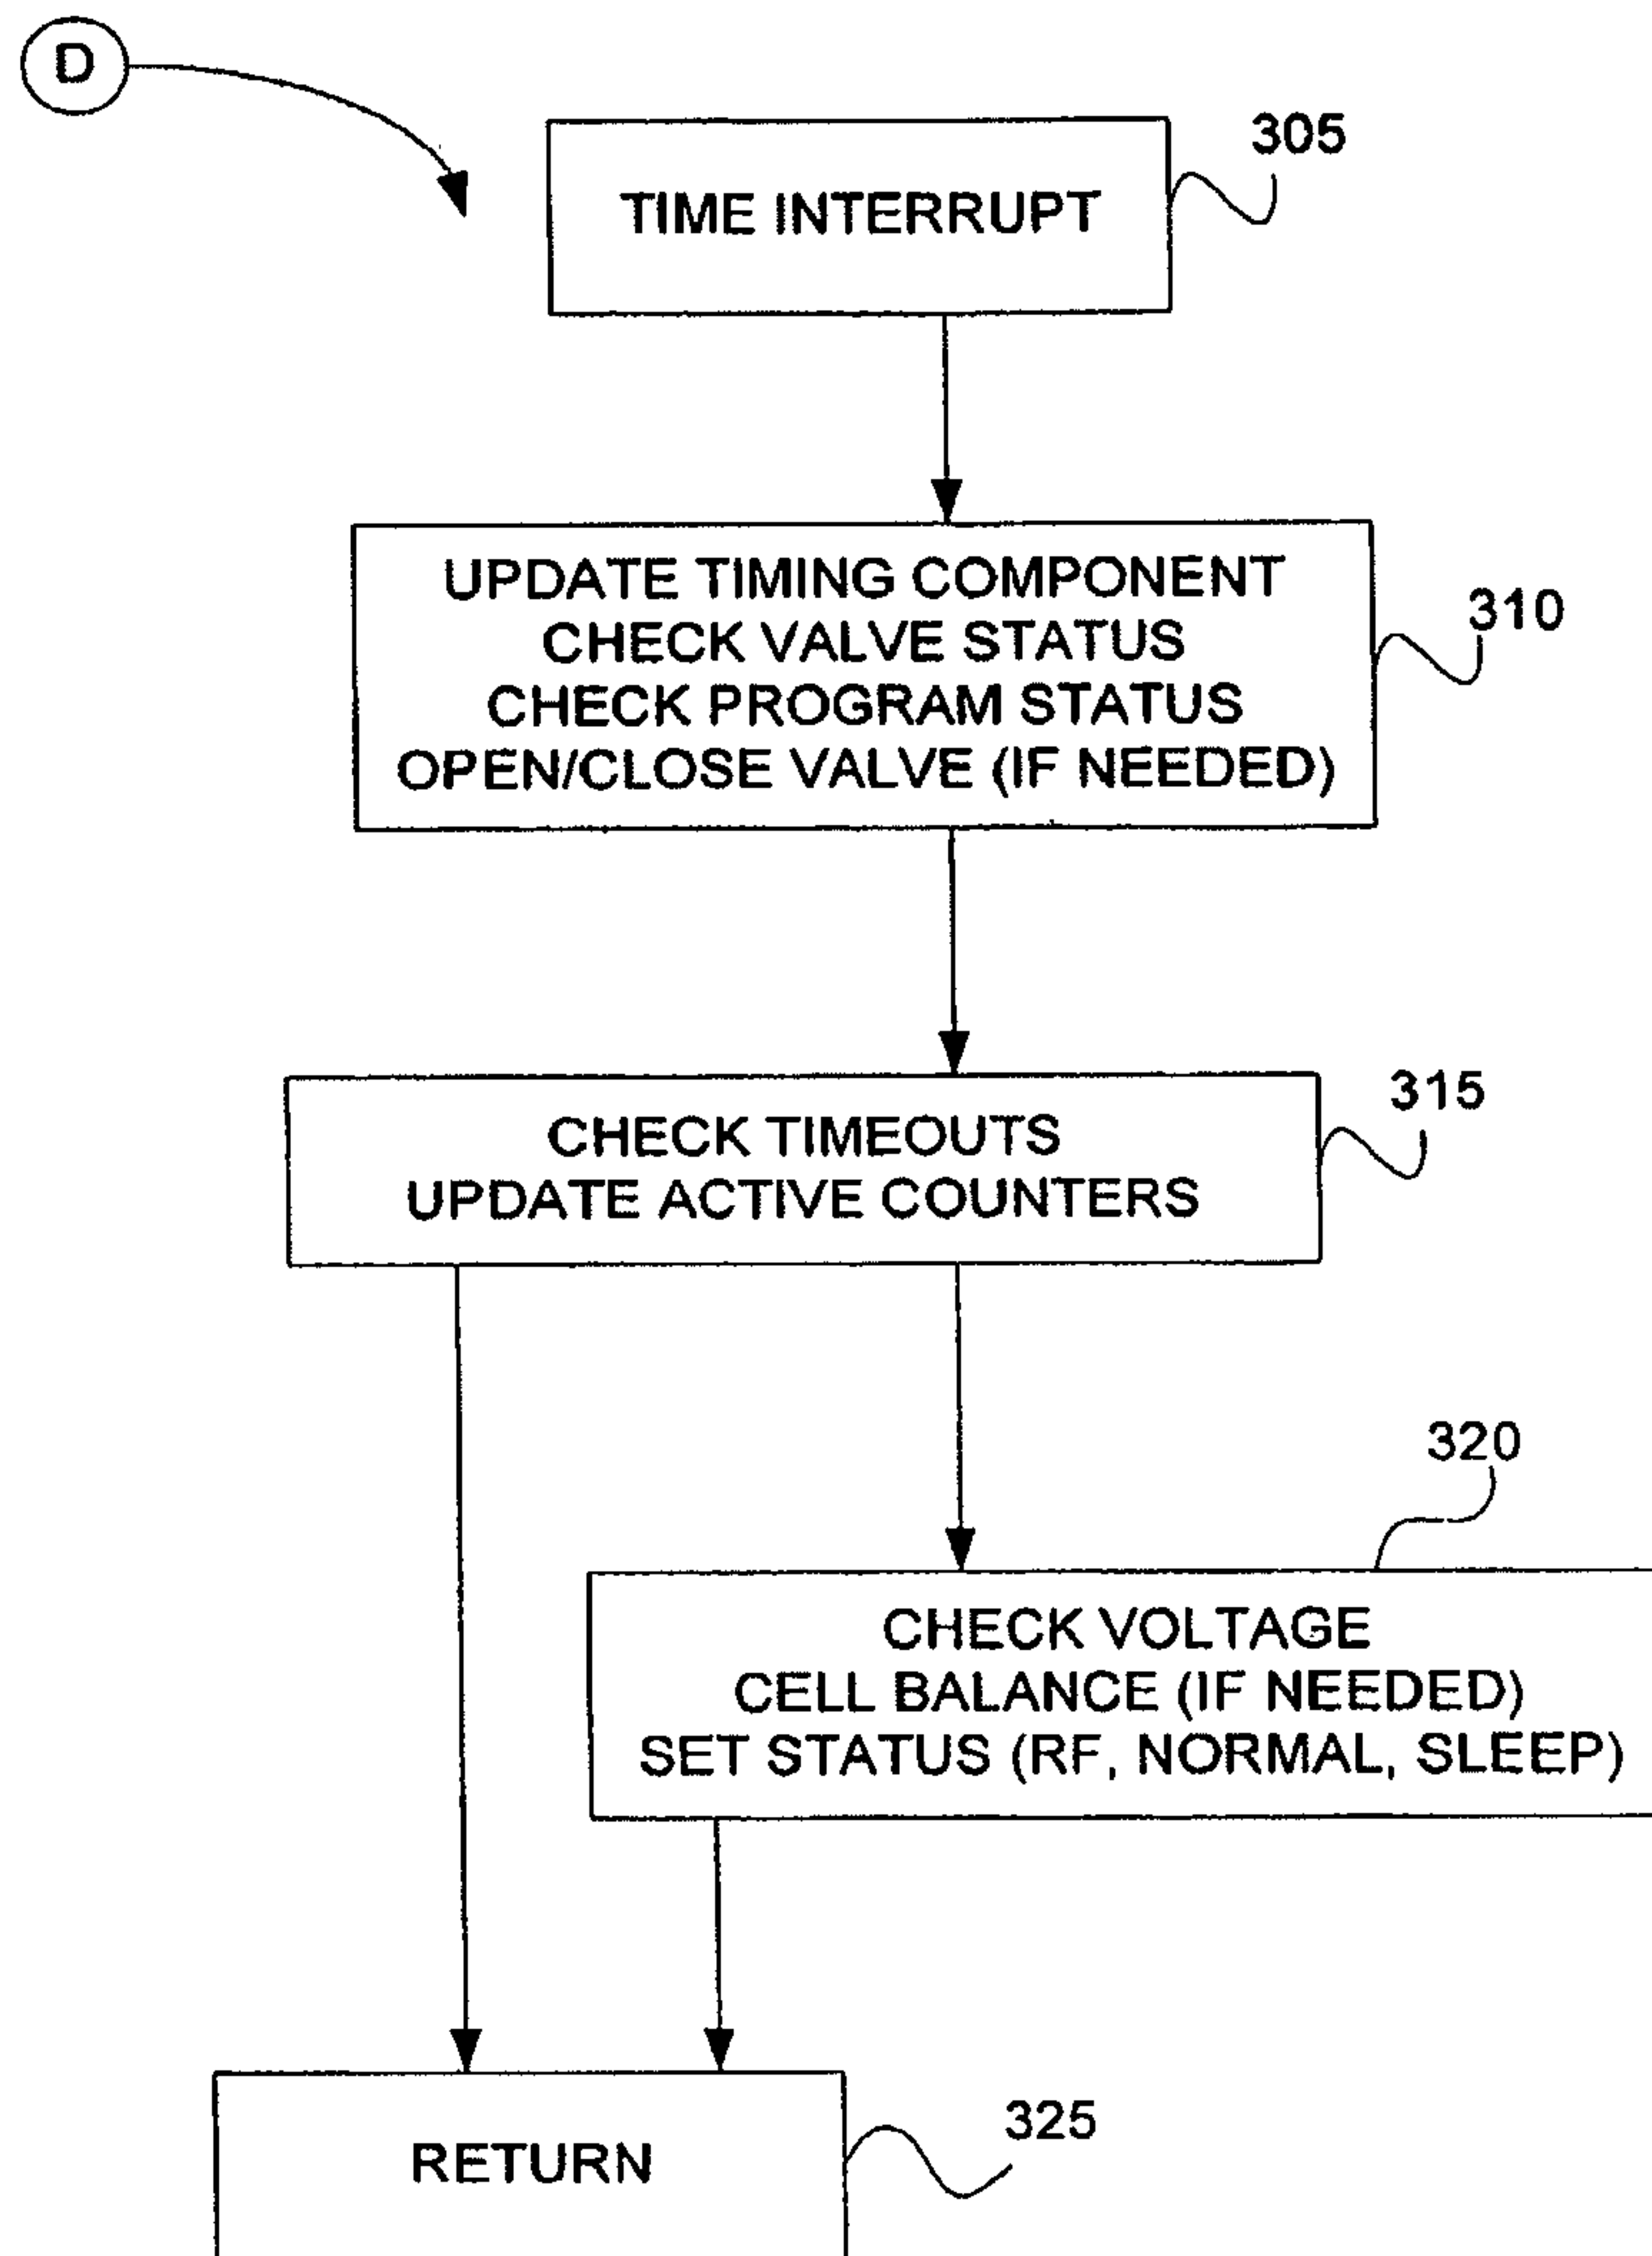 D
305
TIME INTERRUPT
310
UPDATE TIMING COMPONENT
CHECK VALVE STATUS
CHECK PROGRAM STATUS
OPEN/CLOSE VALVE (IF NEEDED)
315
CHECK TIMEOUTS
UPDATE ACTIVE COUNTERS
320
CHECK VOLTAGE
CELL BALANCE (IF NEEDED)
SET STATUS (RF, NORMAL, SLEEP)
325
RETURN